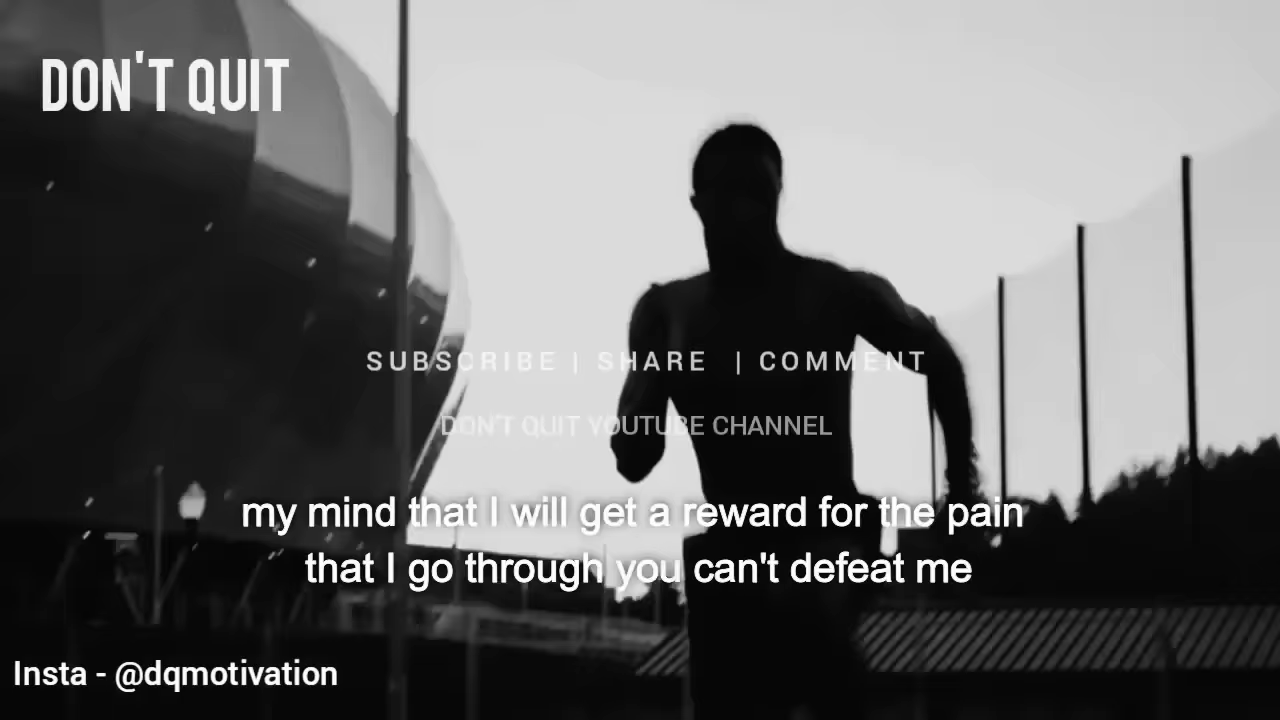 DON'T QUIT
SUBSCRIBE | SHARE | COMMENT
DON'T QUIT YOUTUBE CHANNEL
my mind that I will get a reward for the pain
that I go through you can't defeat me
Insta - @dqmotivation